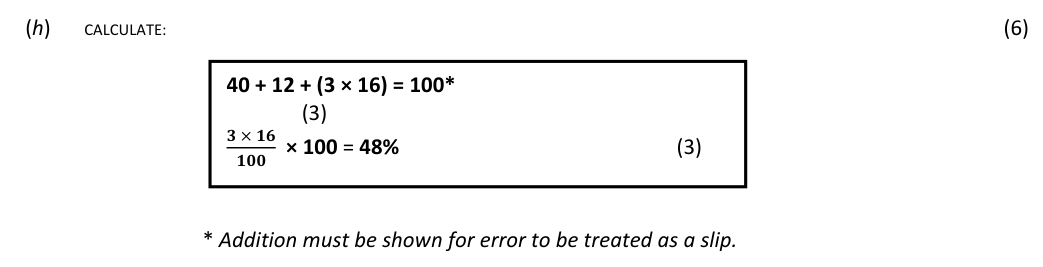 (h) CALCULATE: (6)
40 + 12 + (3 × 16) = 100*
(3)
3 × 16
100
× 100 = 48% (3)
* Addition must be shown for error to be treated as a slip.